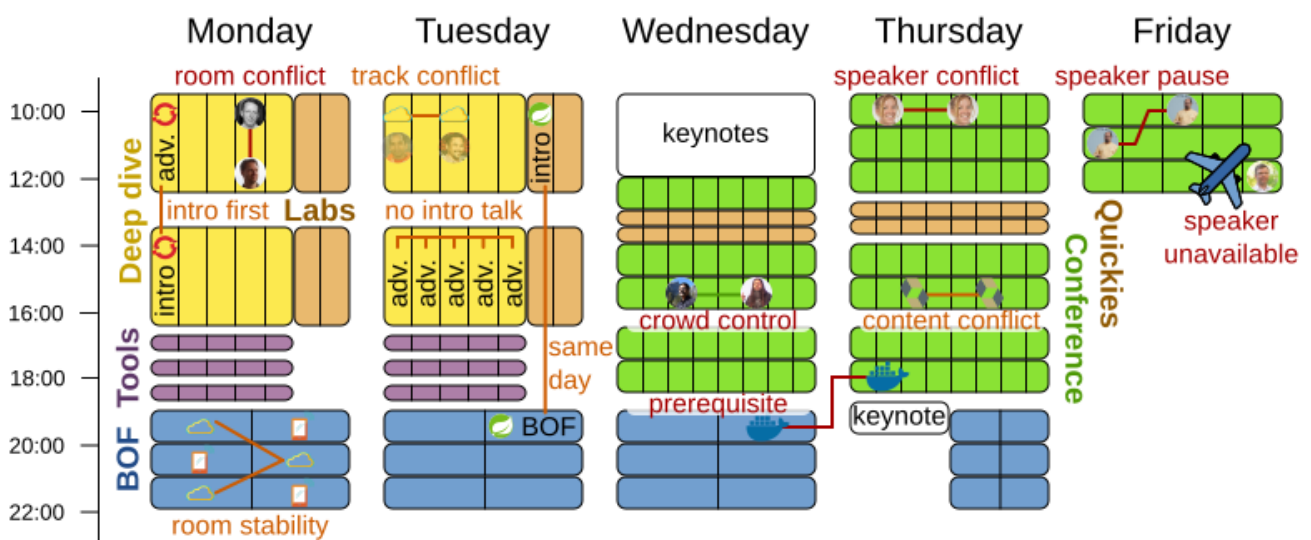 Monday Tuesday Wednesday Thursday Friday
room conflict track conflict speaker conflict speaker pause
10:00
keynotes
adv.
intro
12:00
intro first Labs no intro talk
Deep dive
speaker
unavailable
14:00
intro
adv. adv. adv. adv. adv.
Quickies
Conference
16:00
crowd control content conflict
same
day
Tools
18:00
prerequisite
keynote
BOF
BOF
20:00
22:00
room stability